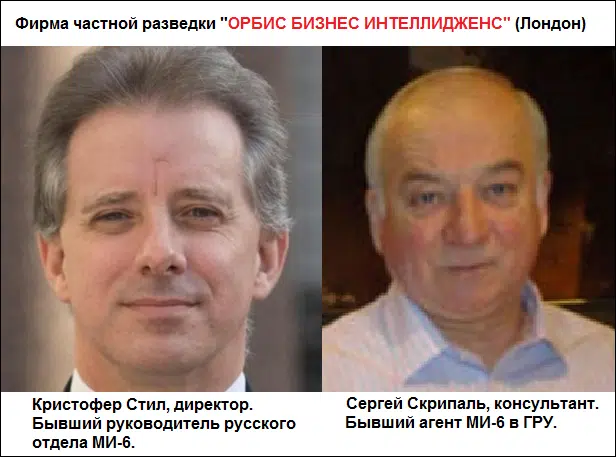 Фирма частной разведки "ОРБИС БИЗНЕС ИНТЕЛЛИДЖЕНС" (Лондон)
Кристофер Стил, директор.
Бывший руководитель русского
отдела МИ-6.
Сергей Скрипаль, консультант.
Бывший агент МИ-6 в ГРУ.